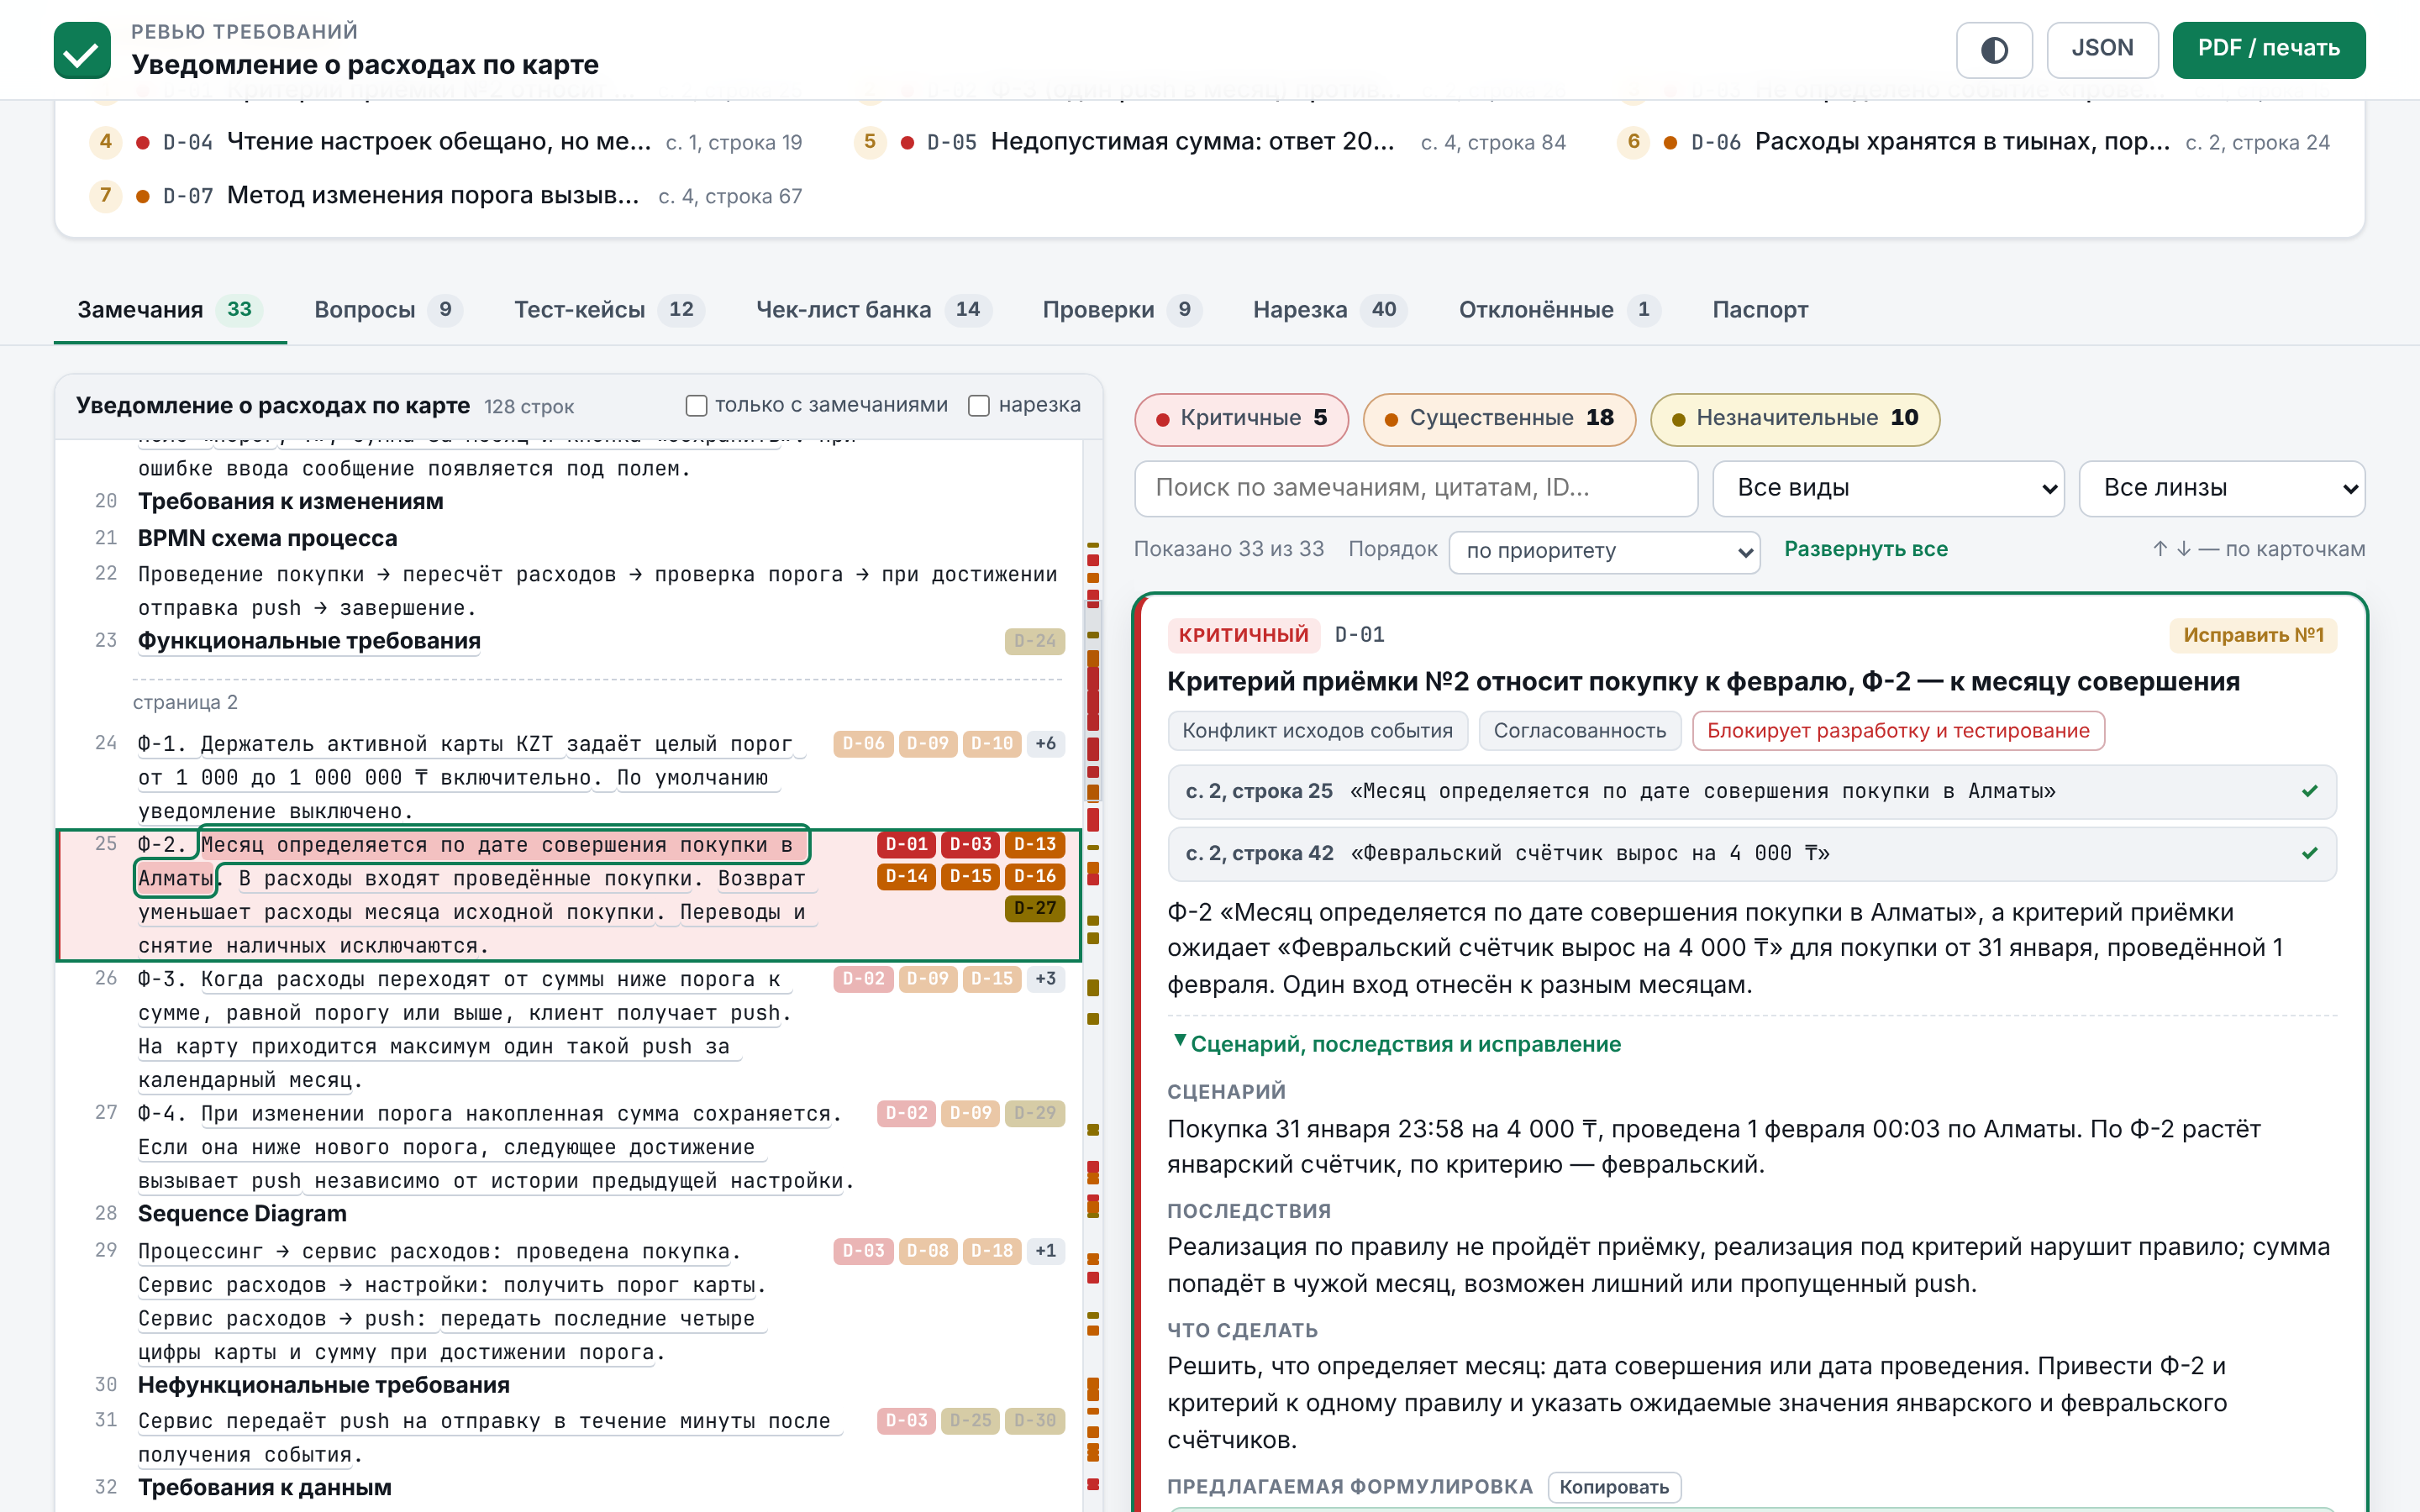 РЕВЬЮ ТРЕБОВАНИЙ
Уведомление о расходах по карте
JSON
PDF / печать
4 D-04 Чтение настроек обещано, но ме... с. 1, строка 19
5 D-05 Недопустимая сумма: ответ 20... с. 4, строка 84
6 D-06 Расходы хранятся в тиынах, пор... с. 2, строка 24
7 D-07 Метод изменения порога вызыв... с. 4, строка 67
Замечания 33
Вопросы 9
Тест-кейсы 12
Чек-лист банка 14
Проверки 9
Нарезка 40
Отклонённые 1
Паспорт
Уведомление о расходах по карте 128 строк
только с замечаниями
нарезка
ошибке ввода сообщение появляется под полем.
20 Требования к изменениям
21 BPMN схема процесса
22 Проведение покупки → пересчёт расходов → проверка порога → при достижении
отправка push → завершение.
23 Функциональные требования D-24
страница 2
24 Ф-1. Держатель активной карты KZT задаёт целый порог D-06 D-09 D-10 +6
от 1 000 до 1 000 000 ₸ включительно. По умолчанию
уведомление выключено.
25 Ф-2. Месяц определяется по дате совершения покупки в D-01 D-03 D-13
Алматы. В расходы входят проведённые покупки. Возврат D-14 D-15 D-16
уменьшает расходы месяца исходной покупки. Переводы и D-27
снятие наличных исключаются.
26 Ф-3. Когда расходы переходят от суммы ниже порога к D-02 D-09 D-15 +3
сумме, равной порогу или выше, клиент получает push.
На карту приходится максимум один такой push за
календарный месяц.
27 Ф-4. При изменении порога накопленная сумма сохраняется. D-02 D-09 D-29
Если она ниже нового порога, следующее достижение
вызывает push независимо от истории предыдущей настройки.
28 Sequence Diagram
29 Процессинг → сервис расходов: проведена покупка. D-03 D-08 D-18 +1
Сервис расходов → настройки: получить порог карты.
Сервис расходов → push: передать последние четыре
цифры карты и сумму при достижении порога.
30 Нефункциональные требования
31 Сервис передаёт push на отправку в течение минуты после D-03 D-25 D-30
получения события.
32 Требования к данным
Критичные 5
Существенные 18
Незначительные 10
Поиск по замечаниям, цитатам, ID...
Все виды
Все линзы
Показано 33 из 33
Порядок
по приоритету
Развернуть все
↑ ↓ — по карточкам
КРИТИЧНЫЙ D-01
Исправить №1
Критерий приёмки №2 относит покупку к февралю, Ф-2 — к месяцу совершения
Конфликт исходов события
Согласованность
Блокирует разработку и тестирование
с. 2, строка 25 «Месяц определяется по дате совершения покупки в Алматы»
с. 2, строка 42 «Февральский счётчик вырос на 4 000 ₸»
Ф-2 «Месяц определяется по дате совершения покупки в Алматы», а критерий приёмки
ожидает «Февральский счётчик вырос на 4 000 ₸» для покупки от 31 января, проведённой 1
февраля. Один вход отнесён к разным месяцам.
Сценарий, последствия и исправление
СЦЕНАРИЙ
Покупка 31 января 23:58 на 4 000 ₸, проведена 1 февраля 00:03 по Алматы. По Ф-2 растёт
январский счётчик, по критерию — февральский.
ПОСЛЕДСТВИЯ
Реализация по правилу не пройдёт приёмку, реализация под критерий нарушит правило; сумма
попадёт в чужой месяц, возможен лишний или пропущенный push.
ЧТО СДЕЛАТЬ
Решить, что определяет месяц: дата совершения или дата проведения. Привести Ф-2 и
критерий к одному правилу и указать ожидаемые значения январского и февральского
счётчиков.
ПРЕДЛАГАЕМАЯ ФОРМУЛИРОВКА
Копировать